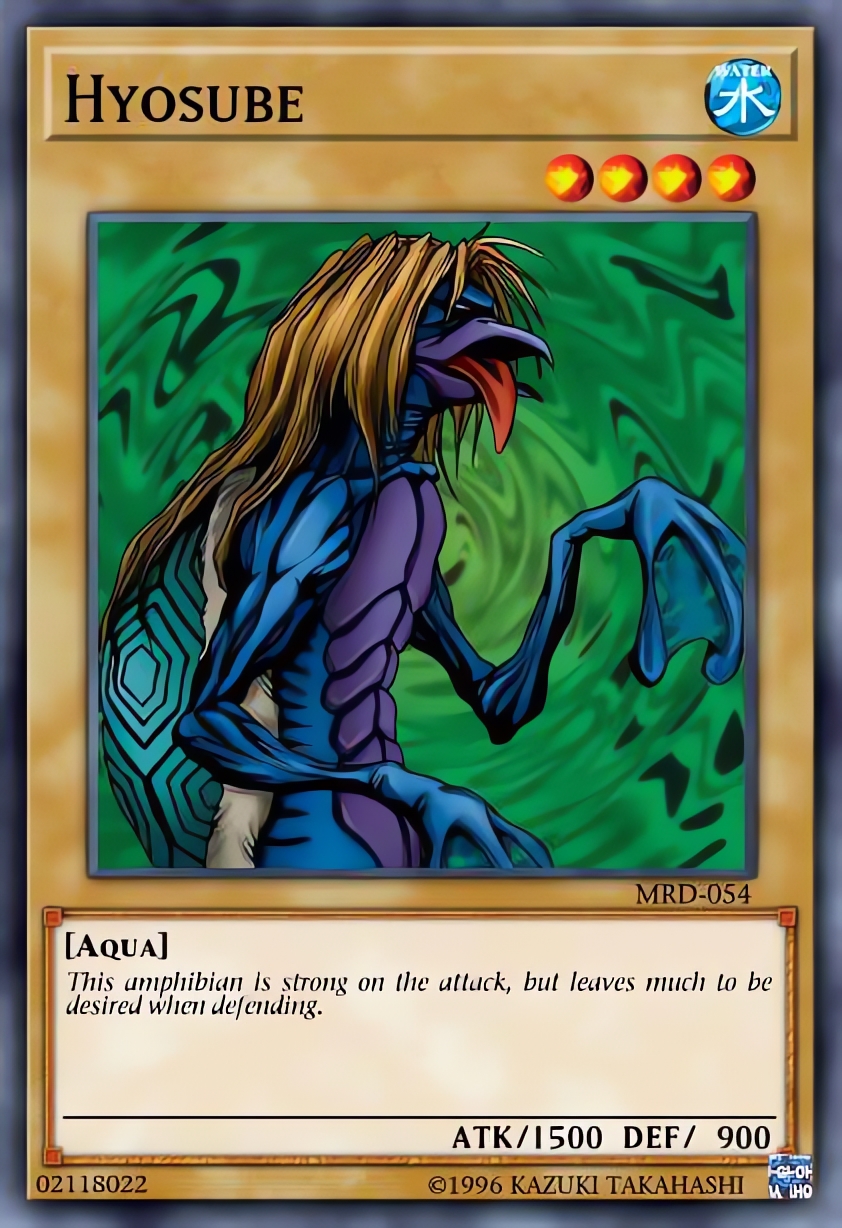 HYOSUBE
WATER
水
MRD-054
[AQUA]
This amphibian is strong on the attack, but leaves much to be
desired when defending.
ATK/1500 DEF/ 900
02118022
©1996 KAZUKI TAKAHASHI